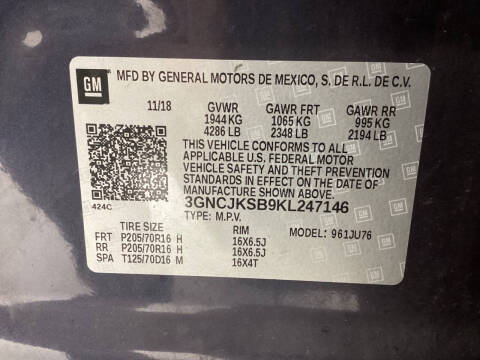 GM
MFD BY GENERAL MOTORS DE MEXICO, S. DE R.L. DE C.V.
11/18 GVWR GAWR FRT GAWR RR
1944 KG 1065 KG 995 KG
4286 LB 2348 LB 2194 LB
THIS VEHICLE CONFORMS TO ALL
APPLICABLE U.S. FEDERAL MOTOR
VEHICLE SAFETY AND THEFT
PREVENTION STANDARDS IN EFFECT ON
THE DATE OF MANUFACTURE SHOWN ABOVE.
424C
3GNCJKSB9KL247146
TYPE: M.P.V. MODEL: 961JU76
TIRE SIZE RIM
FRT P205/70R16 H 16X6.5J
RR P205/70R16 H 16X6.5J
SPA T125/70D16 M 16X4T